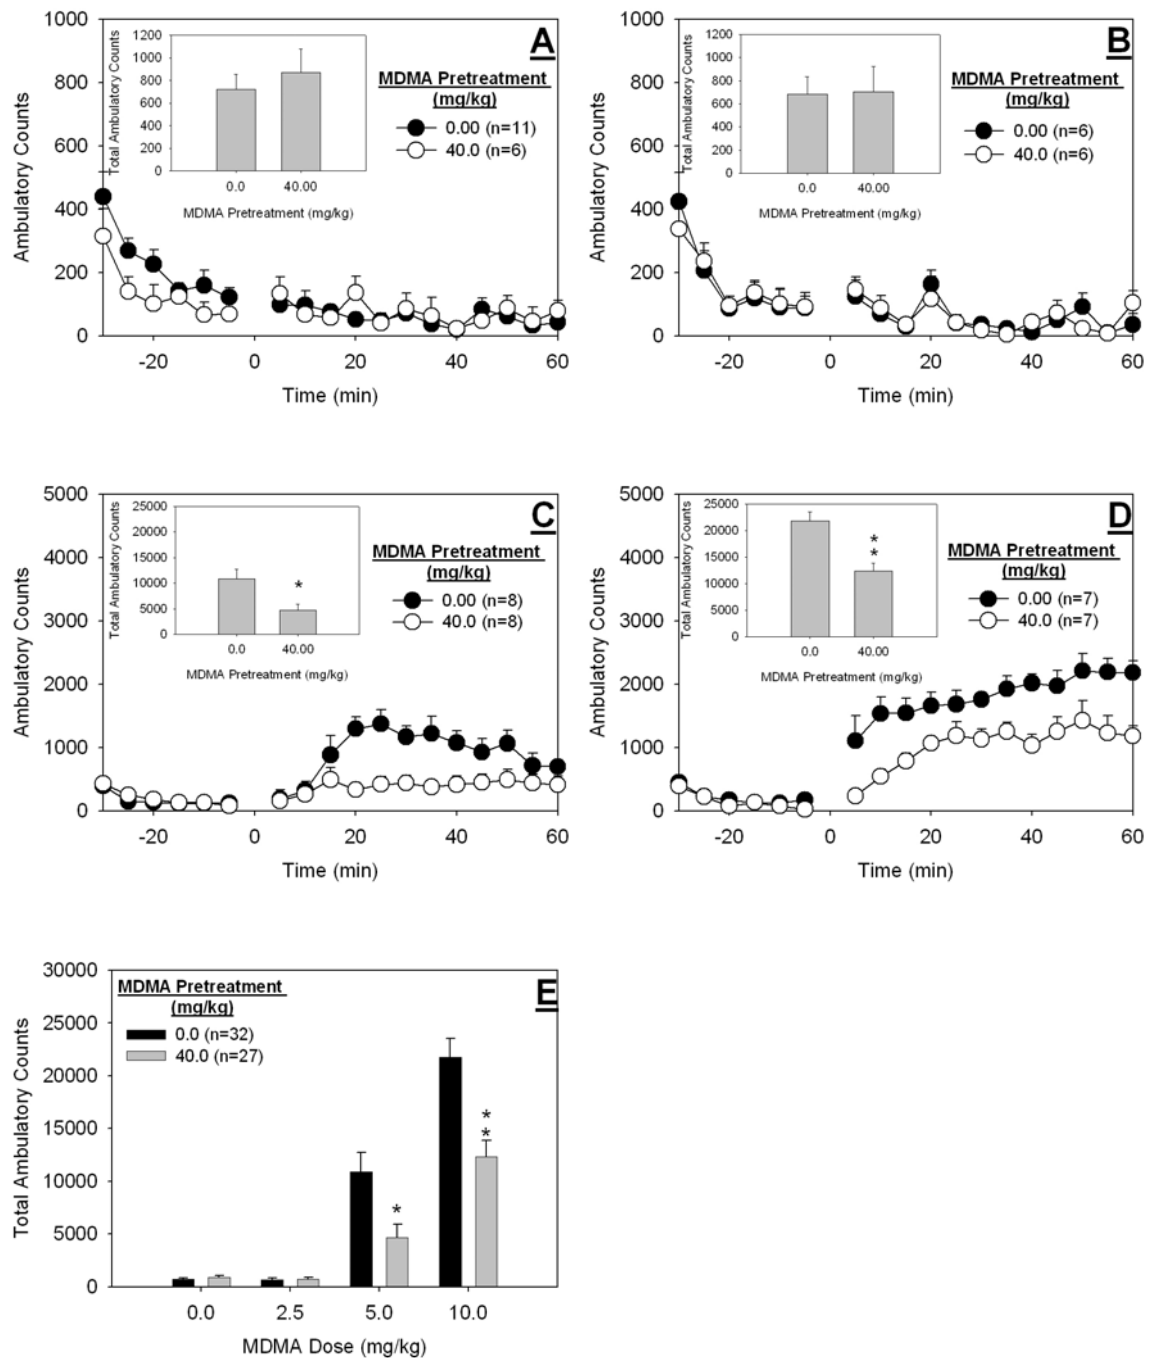 A
1000
800
600
400
200
0
Ambulatory Counts
-20 0 20 40 60
Time (min)
MDMA Pretreatment
(mg/kg)
0.00 (n=11)
40.0 (n=6)
1200
1000
800
600
400
200
0
Total Ambulatory Counts
0.0 40.00
MDMA Pretreatment (mg/kg)
B
1000
800
600
400
200
0
Ambulatory Counts
-20 0 20 40 60
Time (min)
MDMA Pretreatment
(mg/kg)
0.00 (n=6)
40.0 (n=6)
1200
1000
800
600
400
200
0
Total Ambulatory Counts
0.0 40.00
MDMA Pretreatment (mg/kg)
C
5000
4000
3000
2000
1000
0
Ambulatory Counts
-20 0 20 40 60
Time (min)
MDMA Pretreatment
(mg/kg)
0.00 (n=8)
40.0 (n=8)
25000
20000
15000
10000
5000
0
Total Ambulatory Counts
*
0.0 40.00
MDMA Pretreatment (mg/kg)
D
5000
4000
3000
2000
1000
0
Ambulatory Counts
-20 0 20 40 60
Time (min)
MDMA Pretreatment
(mg/kg)
0.00 (n=7)
40.0 (n=7)
25000
20000
15000
10000
5000
0
Total Ambulatory Counts
*
*
0.0 40.00
MDMA Pretreatment (mg/kg)
E
30000
25000
20000
15000
10000
5000
0
Total Ambulatory Counts
MDMA Pretreatment
(mg/kg)
0.0 (n=32)
40.0 (n=27)
*
*
*
0.0 2.5 5.0 10.0
MDMA Dose (mg/kg)